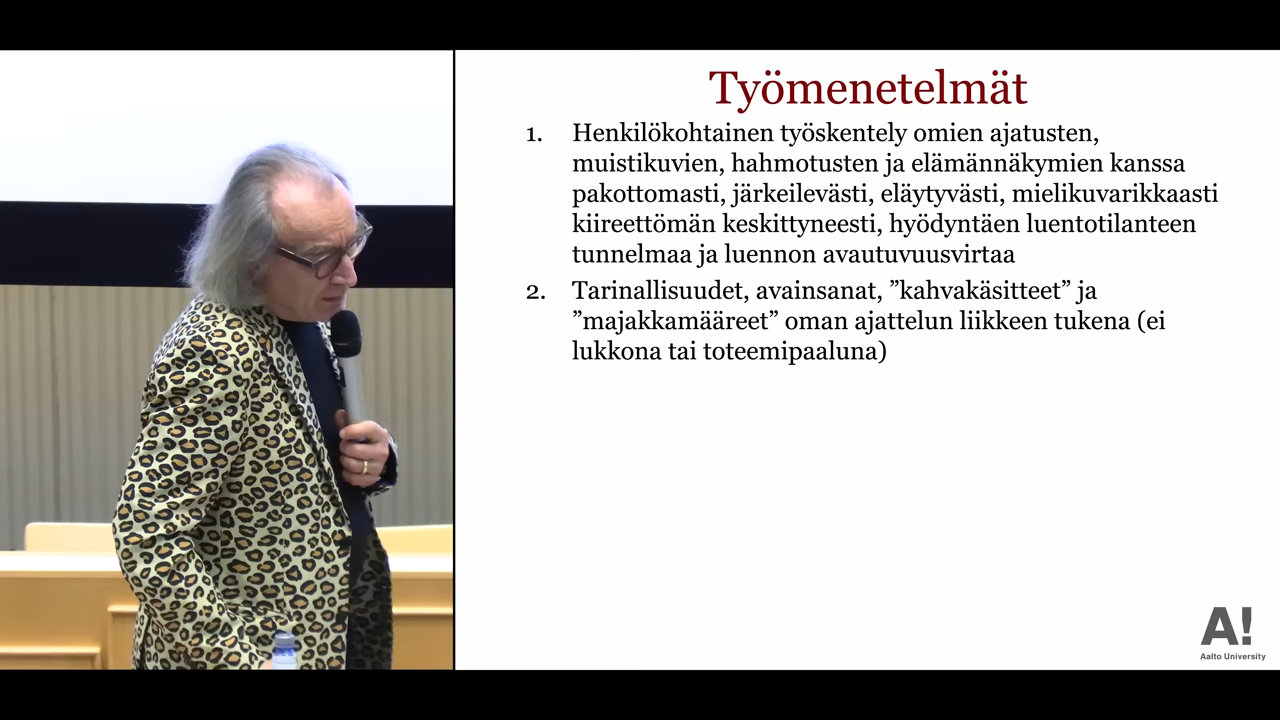 Työmenetelmät
1. Henkilökohtainen työskentely omien ajatusten,
muistikuvien, hahmotusten ja elämännäkymien kanssa
pakottomasti, järkeilevästi, eläytyvästi, mielikuvarikkaasti
kiireettömän keskittyneesti, hyödyntäen luentotilanteen
tunnelmaa ja luennon avautuvuusvirtaa
2. Tarinallisuudet, avainsanat, ”kahvakäsitteet” ja
”majakkamääreet” oman ajattelun liikkeen tukena (ei
lukkona tai toteemipaaluna)
A!
Aalto University